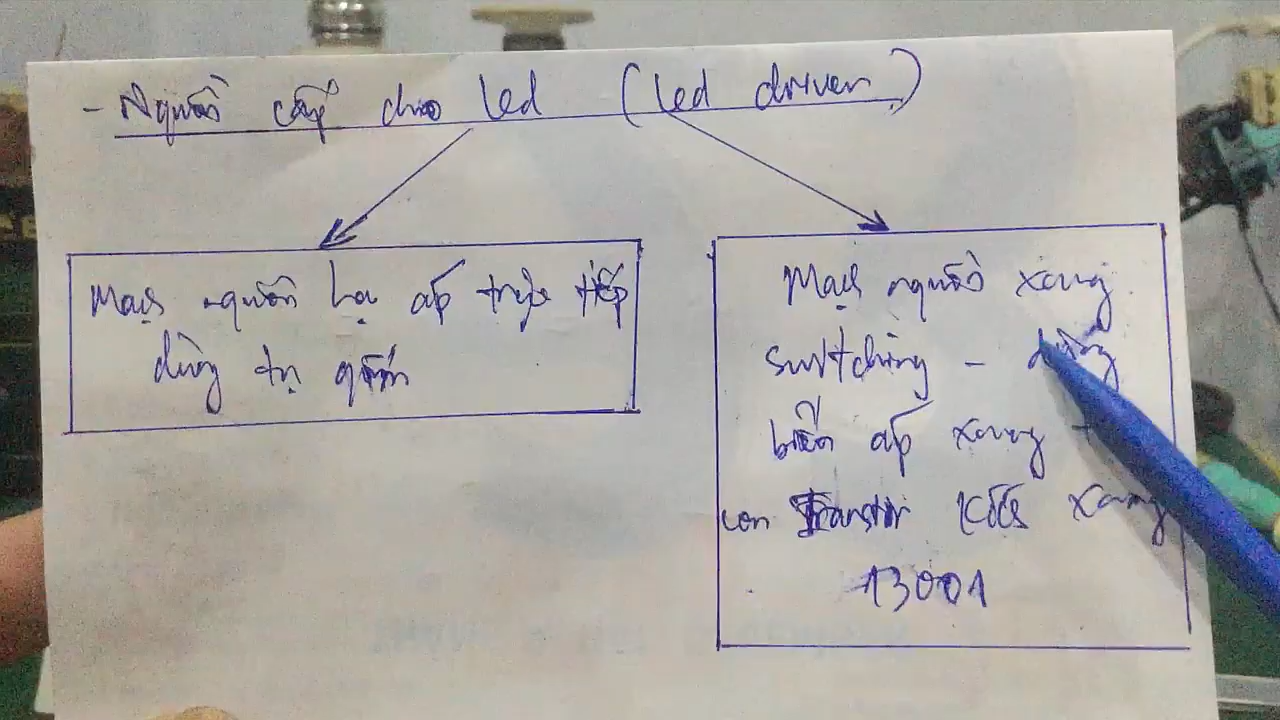 - Nguồn cấp cho led (led driver)
Mạch nguồn hạ áp trực tiếp
dùng tụ gốm
Mạch nguồn xung
switching - dùng
biến áp xung
con Transistor kích xung
13001